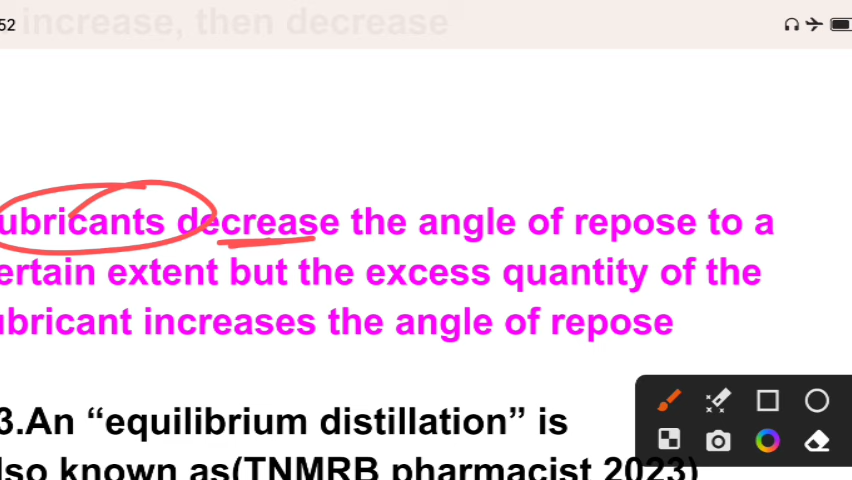 52
increase, then decrease
ubricants decrease the angle of repose to a
ertain extent but the excess quantity of the
ubricant increases the angle of repose
3.An “equilibrium distillation” is
lso known as(TNMRB pharmacist 2023)